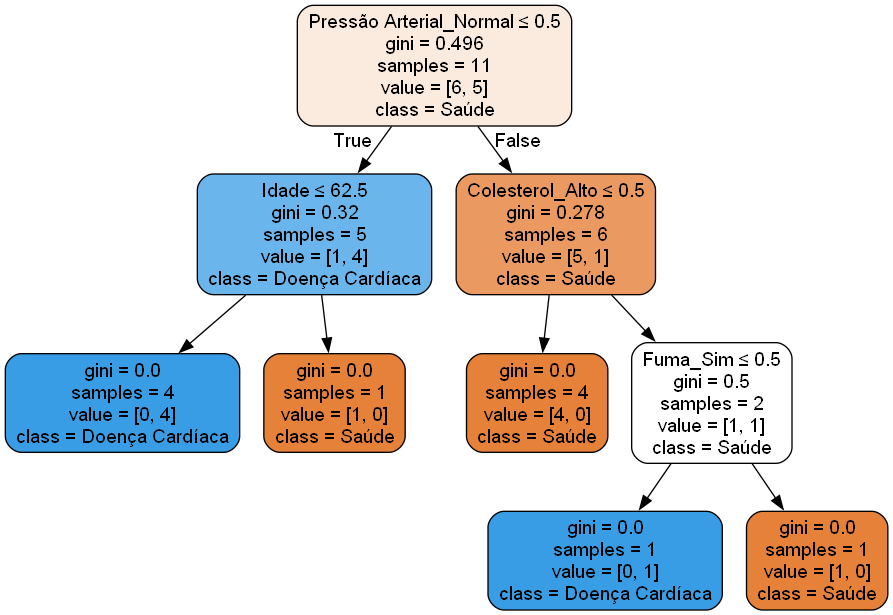 Pressão Arterial_Normal ≤ 0.5
gini = 0.496
samples = 11
value = [6, 5]
class = Saúde
True
False
Idade ≤ 62.5
gini = 0.32
samples = 5
value = [1, 4]
class = Doença Cardíaca
Colesterol_Alto ≤ 0.5
gini = 0.278
samples = 6
value = [5, 1]
class = Saúde
gini = 0.0
samples = 4
value = [0, 4]
class = Doença Cardíaca
gini = 0.0
samples = 1
value = [1, 0]
class = Saúde
gini = 0.0
samples = 4
value = [4, 0]
class = Saúde
Fuma_Sim ≤ 0.5
gini = 0.5
samples = 2
value = [1, 1]
class = Saúde
gini = 0.0
samples = 1
value = [0, 1]
class = Doença Cardíaca
gini = 0.0
samples = 1
value = [1, 0]
class = Saúde